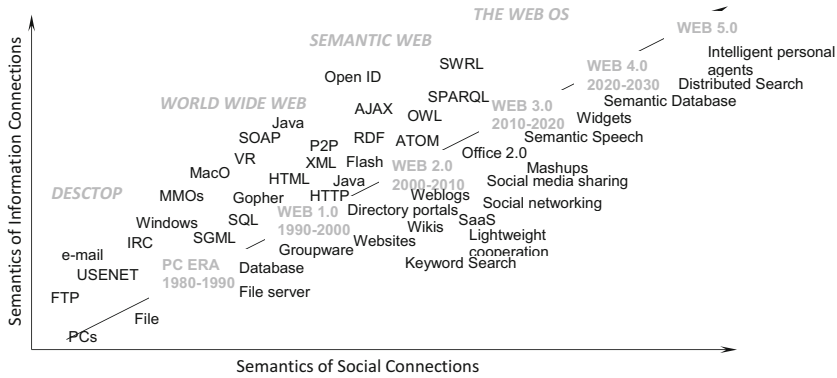 THE WEB OS
WEB 5.0
SEMANTIC WEB
Intelligent personal
agents
SWRL
WEB 4.0
2020-2030
Open ID
Distributed Search
WORLD WIDE WEB
SPARQL
Semantic Database
WEB 3.0
2010-2020
AJAX
OWL
Widgets
Java
SOAP
P2P
RDF
ATOM
Semantic Speech
VR
XML
Flash
Office 2.0
MacO
HTML
Java
WEB 2.0
2000-2010
Mashups
Social media sharing
DESCTOP
MMOs
Gopher
HTTP
Weblogs
Social networking
Windows
SQL
WEB 1.0
1990-2000
Directory portals
Wikis
SaaS
IRC
SGML
Groupware
Websites
Lightweight
cooperation
e-mail
PC ERA
1980-1990
Database
Keyword Search
USENET
FTP
File server
File
PCs
Semantics of Information Connections
Semantics of Social Connections